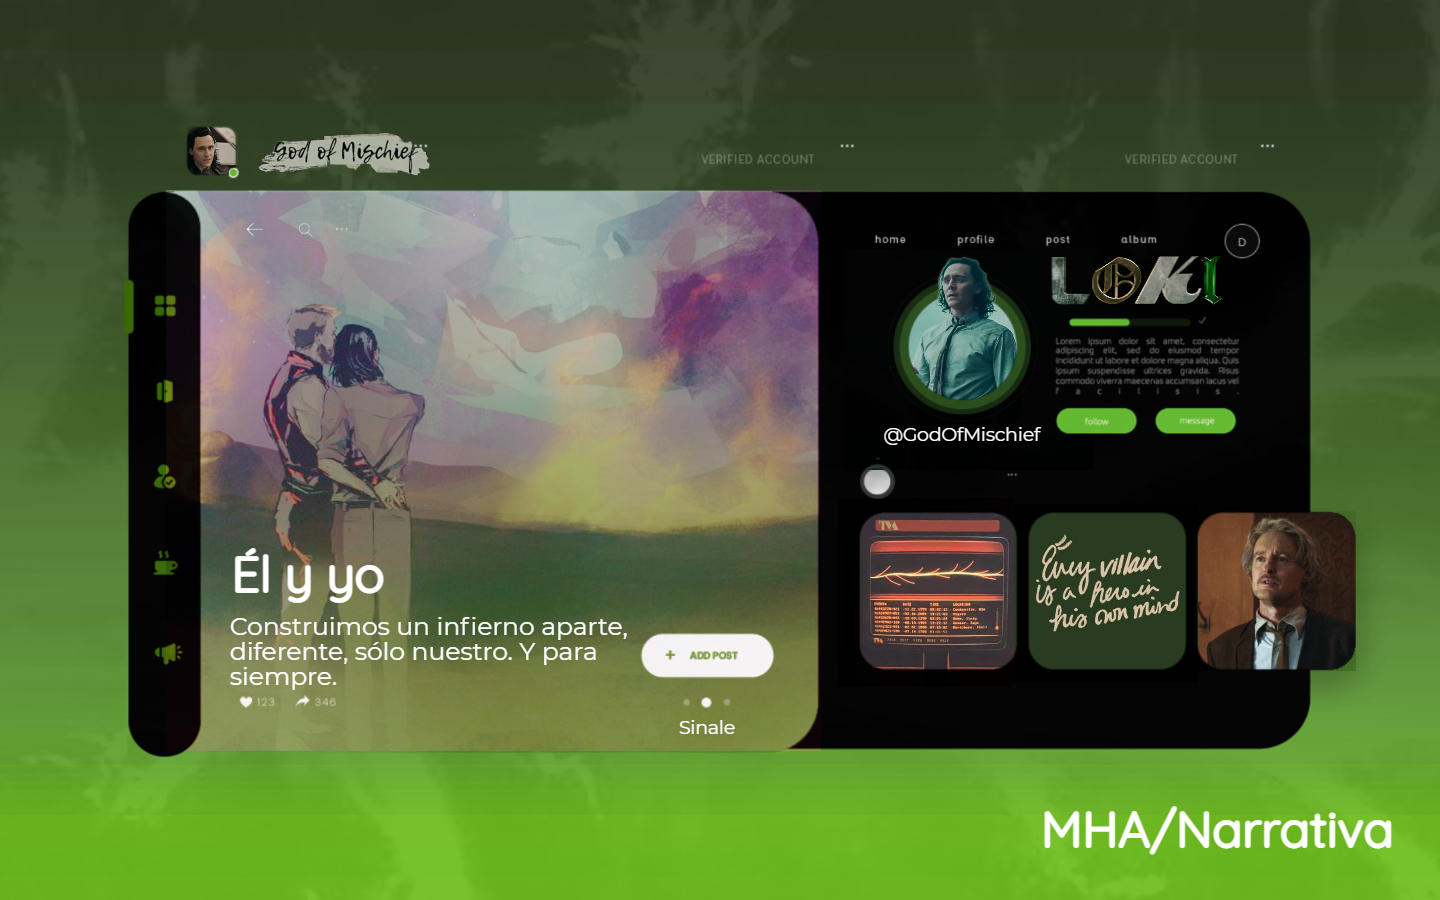 God of Mischief
VERIFIED ACCOUNT
VERIFIED ACCOUNT
home profile post album
D
LOKI
Lorem ipsum dolor sit amet, consectetur
adipiscing elit, sed do eiusmod tempor
incididunt ut labore et dolore magna aliqua. Quis
ipsum suspendisse ultrices gravida. Risus
commodo viverra maecenas accumsan lacus vel
facilisis.
follow message
@GodOfMischief
TVA
Every villain
is a hero in
his own mind
Él y yo
Construimos un infierno aparte,
diferente, sólo nuestro. Y para
siempre.
+ ADD POST
123 346
Sinale
MHA/Narrativa